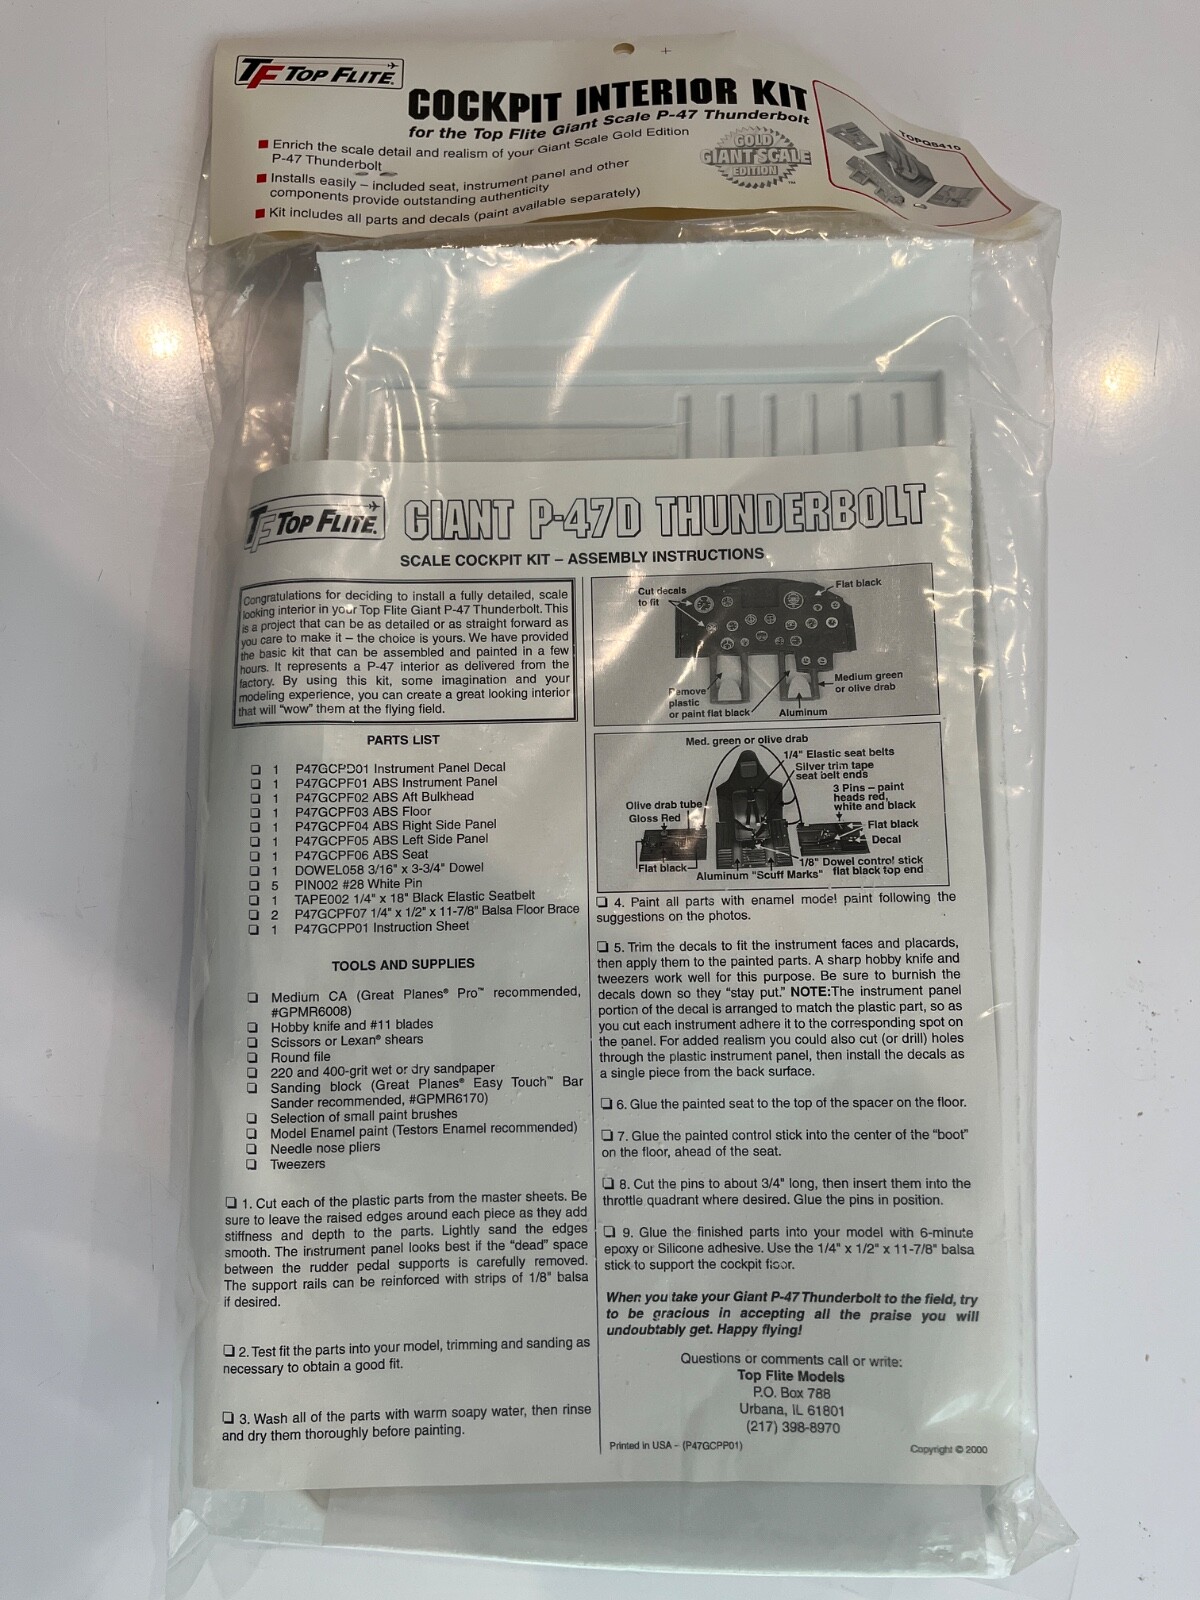 TF TOP FLITE.
COCKPIT INTERIOR KIT
for the Top Flite Giant Scale P-47 Thunderbolt
■ Enrich the scale detail and realism of your Giant Scale Gold Edition
P-47 Thunderbolt
■ Installs easily – included seat, instrument panel and other
components provide outstanding authenticity
■ Kit includes all parts and decals (paint available separately)
GOLD
GIANT SCALE
EDITION
™
TOPQ8410
TF TOP FLITE.
GIANT P-47D THUNDERBOLT
SCALE COCKPIT KIT – ASSEMBLY INSTRUCTIONS
Congratulations for deciding to install a fully detailed, scale
looking interior in your Top Flite Giant P-47 Thunderbolt. This
is a project that can be as detailed or as straight forward as
you care to make it – the choice is yours. We have provided
the basic kit that can be assembled and painted in a few
hours. It represents a P-47 interior as delivered from the
factory. By using this kit, some imagination and your
modeling experience, you can create a great looking interior
that will "wow" them at the flying field.
PARTS LIST
❏ 1 P47GCPD01 Instrument Panel Decal
❏ 1 P47GCPF01 ABS Instrument Panel
❏ 1 P47GCPF02 ABS Aft Bulkhead
❏ 1 P47GCPF03 ABS Floor
❏ 1 P47GCPF04 ABS Right Side Panel
❏ 1 P47GCPF05 ABS Left Side Panel
❏ 1 P47GCPF06 ABS Seat
❏ 1 DOWEL058 3/16" x 3-3/4" Dowel
❏ 5 PIN002 #28 White Pin
❏ 1 TAPE002 1/4" x 18" Black Elastic Seatbelt
❏ 2 P47GCPF07 1/4" x 1/2" x 11-7/8" Balsa Floor Brace
❏ 1 P47GCPP01 Instruction Sheet
TOOLS AND SUPPLIES
❏ Medium CA (Great Planes® Pro™ recommended,
#GPMR6008)
❏ Hobby knife and #11 blades
❏ Scissors or Lexan® shears
❏ Round file
❏ 220 and 400-grit wet or dry sandpaper
❏ Sanding block (Great Planes® Easy Touch™ Bar
Sander recommended, #GPMR6170)
❏ Selection of small paint brushes
❏ Model Enamel paint (Testors Enamel recommended)
❏ Needle nose pliers
❏ Tweezers
❏ 1. Cut each of the plastic parts from the master sheets. Be
sure to leave the raised edges around each piece as they add
stiffness and depth to the parts. Lightly sand the edges
smooth. The instrument panel looks best if the "dead" space
between the rudder pedal supports is carefully removed.
The support rails can be reinforced with strips of 1/8" balsa
if desired.
❏ 2. Test fit the parts into your model, trimming and sanding as
necessary to obtain a good fit.
❏ 3. Wash all of the parts with warm soapy water, then rinse
and dry them thoroughly before painting.
Cut decals
to fit
Flat black
Remove
plastic
or paint flat black
Aluminum
Medium green
or olive drab
Med. green or olive drab
1/4" Elastic seat belts
Silver trim tape
seat belt ends
3 Pins – paint
heads red,
white and black
Olive drab tube
Gloss Red
Flat black
Decal
Flat black
Aluminum "Scuff Marks"
1/8" Dowel control stick
flat black top end
❏ 4. Paint all parts with enamel model paint following the
suggestions on the photos.
❏ 5. Trim the decals to fit the instrument faces and placards,
then apply them to the painted parts. A sharp hobby knife and
tweezers work well for this purpose. Be sure to burnish the
decals down so they "stay put." NOTE:The instrument panel
portion of the decal is arranged to match the plastic part, so as
you cut each instrument adhere it to the corresponding spot on
the panel. For added realism you could also cut (or drill) holes
through the plastic instrument panel, then install the decals as
a single piece from the back surface.
❏ 6. Glue the painted seat to the top of the spacer on the floor.
❏ 7. Glue the painted control stick into the center of the "boot"
on the floor, ahead of the seat.
❏ 8. Cut the pins to about 3/4" long, then insert them into the
throttle quadrant where desired. Glue the pins in position.
❏ 9. Glue the finished parts into your model with 6-minute
epoxy or Silicone adhesive. Use the 1/4" x 1/2" x 11-7/8" balsa
stick to support the cockpit floor.
When you take your Giant P-47 Thunderbolt to the field, try
to be gracious in accepting all the praise you will
undoubtably get. Happy flying!
Questions or comments call or write:
Top Flite Models
P.O. Box 788
Urbana, IL 61801
(217) 398-8970
Printed in USA – (P47GCPP01)
Copyright © 2000